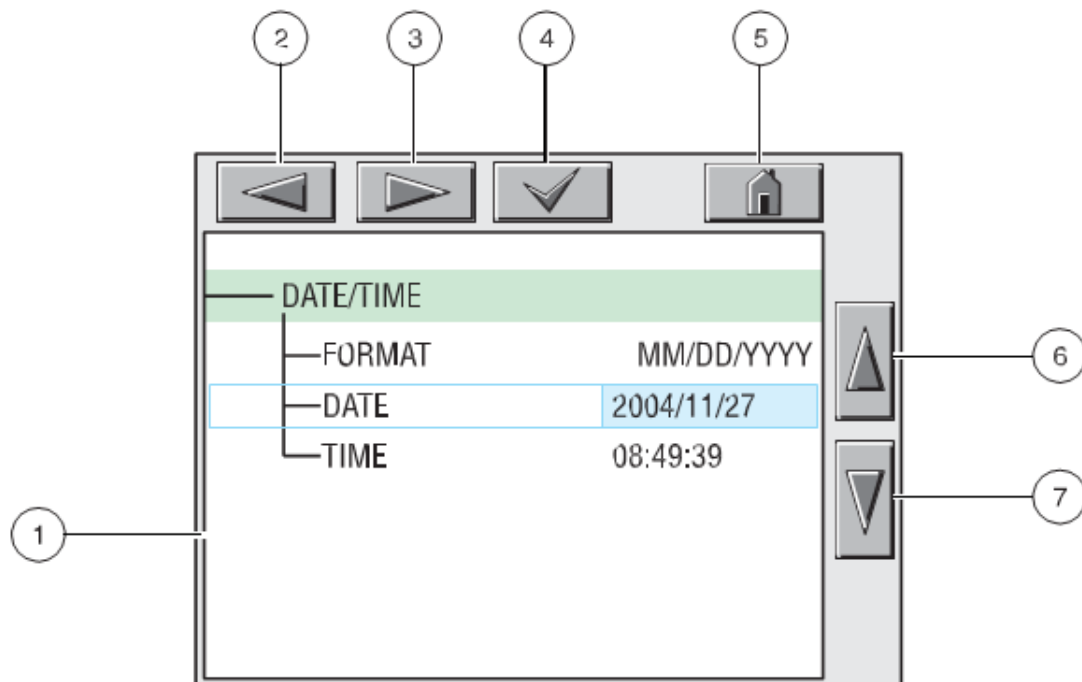 2 3 4 5
DATE/TIME
FORMAT MM/DD/YYYY
6
DATE 2004/11/27
TIME 08:49:39
7
1